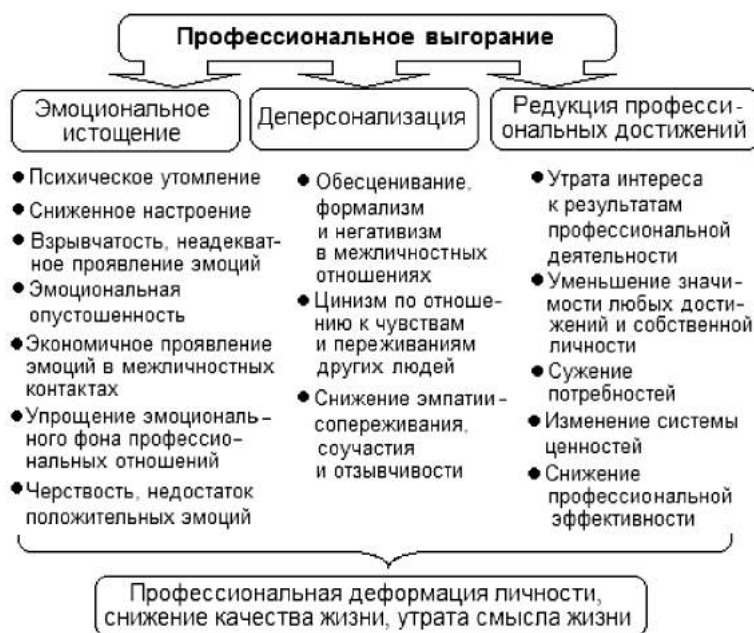 Профессиональное выгорание
Эмоциональное
истощение
● Психическое утомление
● Сниженное настроение
● Взрывчатость, неадекват-
ное проявление эмоций
● Эмоциональная
опустошенность
● Экономичное проявление
эмоций в межличностных
контактах
● Упрощение эмоциональ-
ного фона профессио-
нальных отношений
● Черствость, недостаток
положительных эмоций
Деперсонализация
● Обесценивание,
формализм
и негативизм
в межличностных
отношениях
● Цинизм по отноше-
нию к чувствам
и переживаниям
других людей
● Снижение эмпатии –
сопереживания,
соучастия
и отзывчивости
Редукция професси-
ональных достижений
● Утрата интереса
к результатам
профессиональной
деятельности
● Уменьшение значи-
мости любых дости-
жений и собственной
личности
● Сужение
потребностей
● Изменение системы
ценностей
● Снижение
профессиональной
эффективности
Профессиональная деформация личности,
снижение качества жизни, утрата смысла жизни